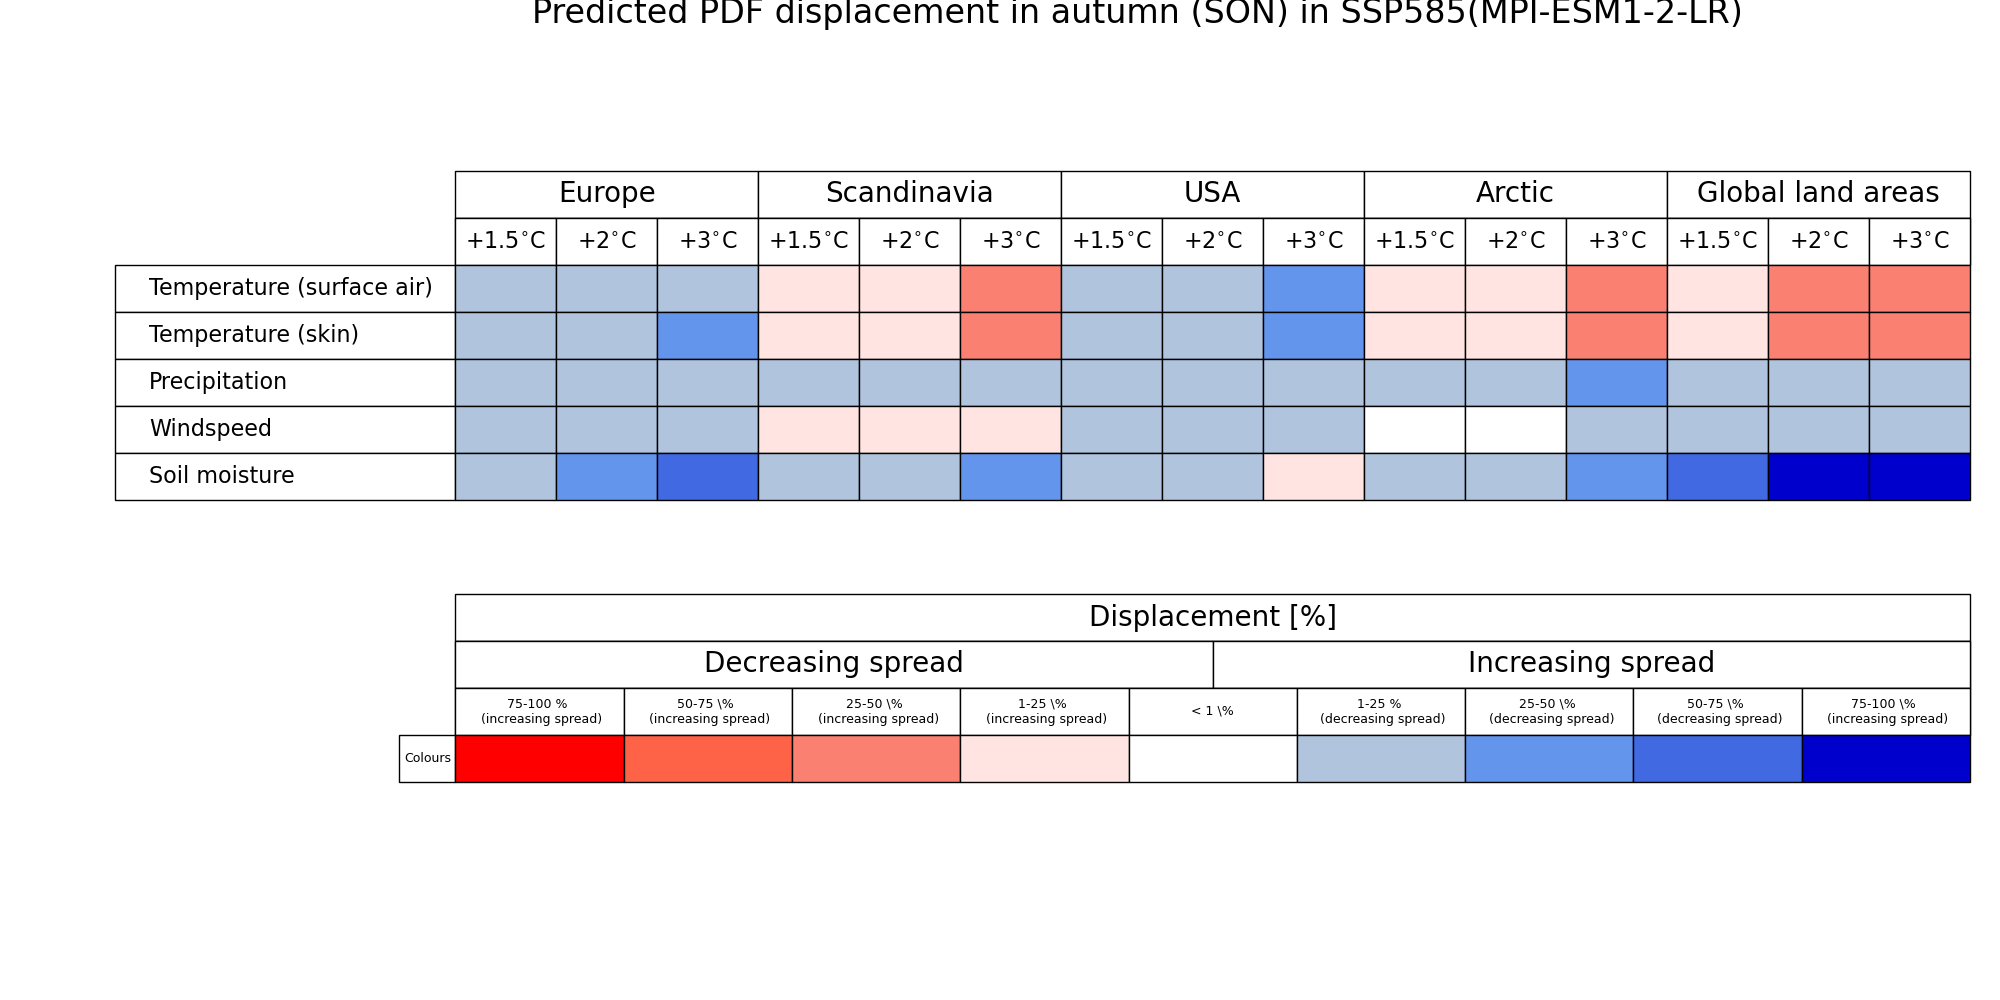 Predicted PDF displacement in autumn (SON) in SSP585(MPI-ESM1-2-LR)
Europe Scandinavia USA Arctic Global land areas
+1.5°C +2°C +3°C +1.5°C +2°C +3°C +1.5°C +2°C +3°C +1.5°C +2°C +3°C +1.5°C +2°C +3°C
Temperature (surface air)
Temperature (skin)
Precipitation
Windspeed
Soil moisture
Displacement [%]
Decreasing spread Increasing spread
75-100 % 50-75 \% 25-50 \% 1-25 \% < 1 \% 1-25 % 25-50 \% 50-75 \% 75-100 \%
(increasing spread) (increasing spread) (increasing spread) (increasing spread) (decreasing spread) (decreasing spread) (decreasing spread) (increasing spread)
Colours